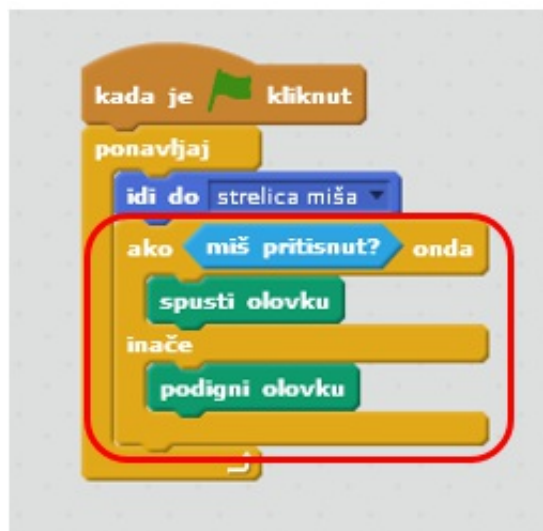 kada je kliknut
ponavljaj
idi do strelica miša
ako miš pritisnut? onda
spusti olovku
inače
podigni olovku